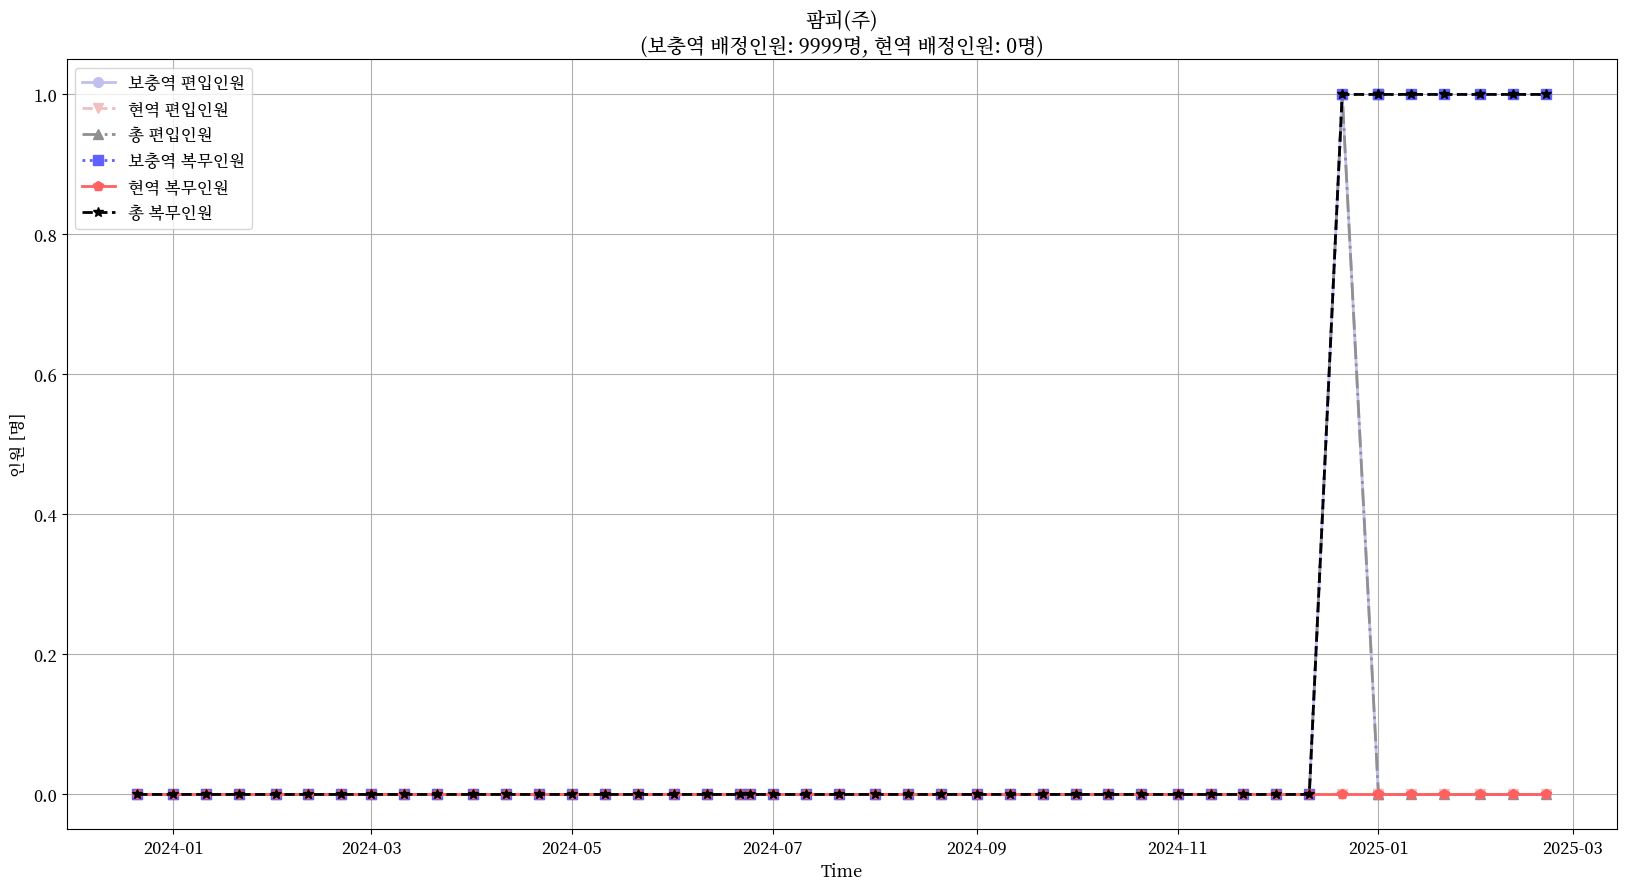 팜피(주)
(보충역 배정인원: 9999명, 현역 배정인원: 0명)
보충역 편입인원
현역 편입인원
총 편입인원
보충역 복무인원
현역 복무인원
총 복무인원
인원 [명]
1.0
0.8
0.6
0.4
0.2
0.0
2024-01
2024-03
2024-05
2024-07
2024-09
2024-11
2025-01
2025-03
Time